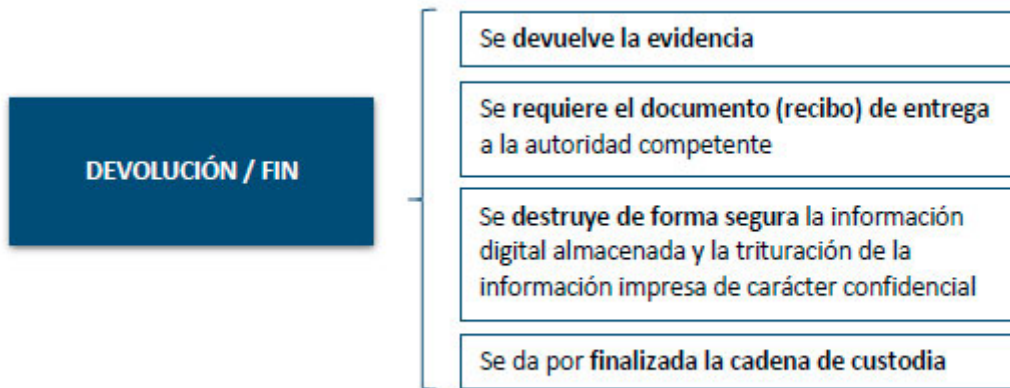 DEVOLUCIÓN / FIN
Se devuelve la evidencia
Se requiere el documento (recibo) de entrega
a la autoridad competente
Se destruye de forma segura la información
digital almacenada y la trituración de la
información impresa de carácter confidencial
Se da por finalizada la cadena de custodia